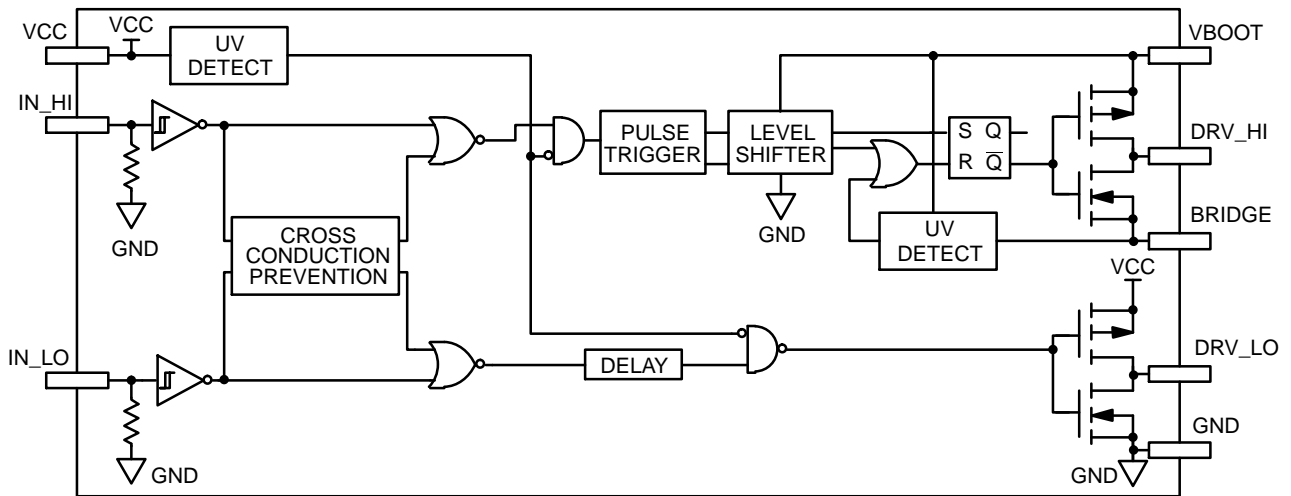 VCC
VCC
UV
DETECT
VBOOT
IN_HI
PULSE
TRIGGER
LEVEL
SHIFTER
S Q
R Q̅
DRV_HI
GND
GND
BRIDGE
CROSS
CONDUCTION
PREVENTION
UV
DETECT
VCC
IN_LO
DELAY
DRV_LO
GND
GND
GND